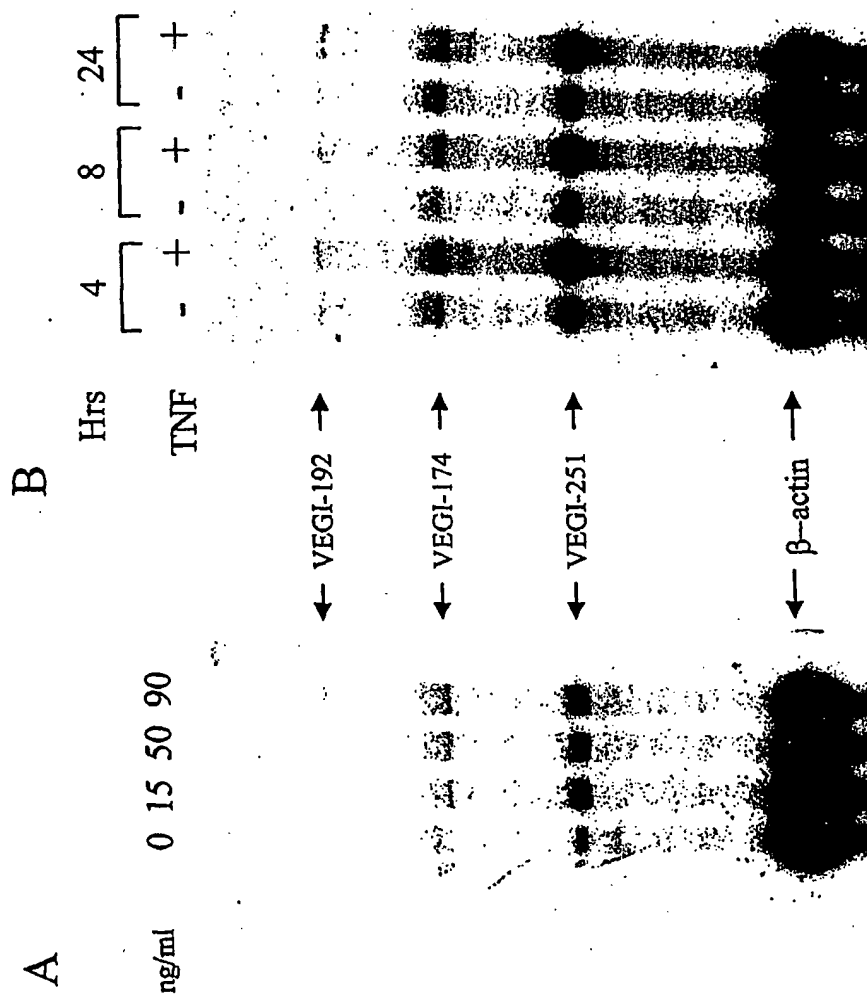 A
ng/ml 0 15 50 90
B
Hrs 4 8 24
TNF - + - + - +
← VEGI-192 →
← VEGI-174 →
← VEGI-251 →
← β-actin →